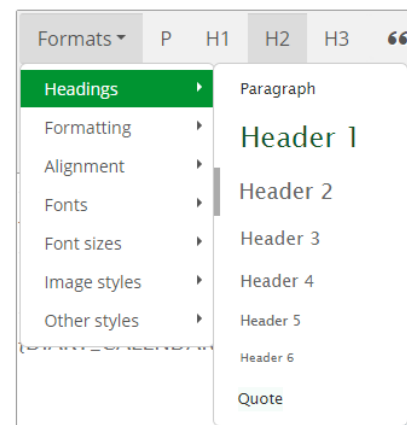 Formats P H1 H2 H3 “
Headings
Formatting
Alignment
Fonts
Font sizes
Image styles
Other styles
Paragraph
Header 1
Header 2
Header 3
Header 4
Header 5
Header 6
Quote